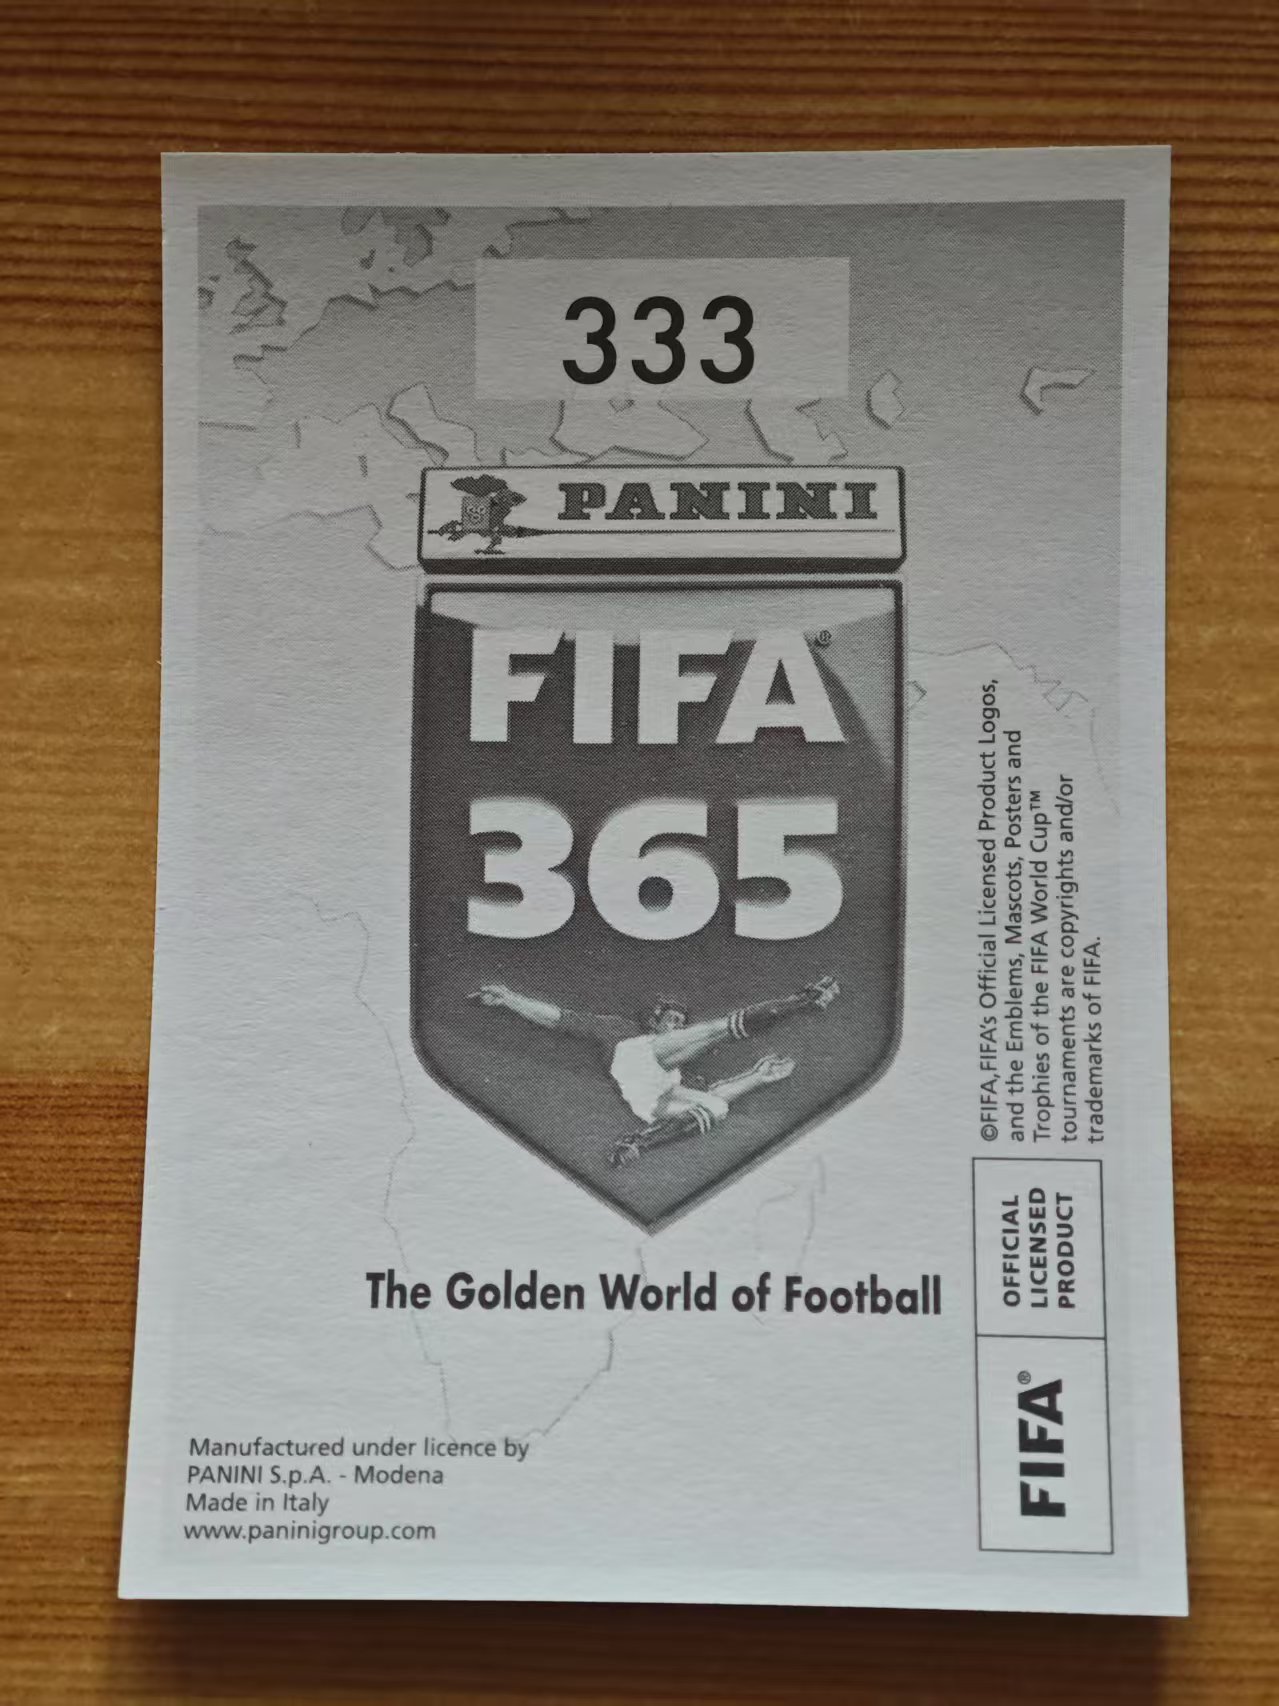 333
PANINI
FIFA®
365
The Golden World of Football
©FIFA,FIFA's Official Licensed Product Logos,
and the Emblems, Mascots, Posters and
Trophies of the FIFA World Cup™
tournaments are copyrights and/or
trademarks of FIFA.
OFFICIAL
LICENSED
PRODUCT
FIFA®
Manufactured under licence by
PANINI S.p.A. - Modena
Made in Italy
www.paninigroup.com